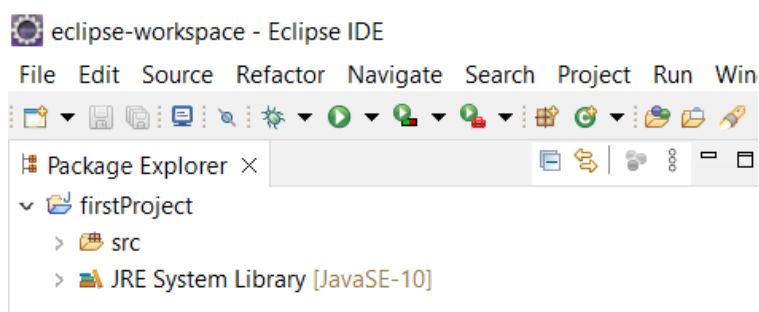 eclipse-workspace - Eclipse IDE
File Edit Source Refactor Navigate Search Project Run Win
Package Explorer
firstProject
src
JRE System Library [JavaSE-10]